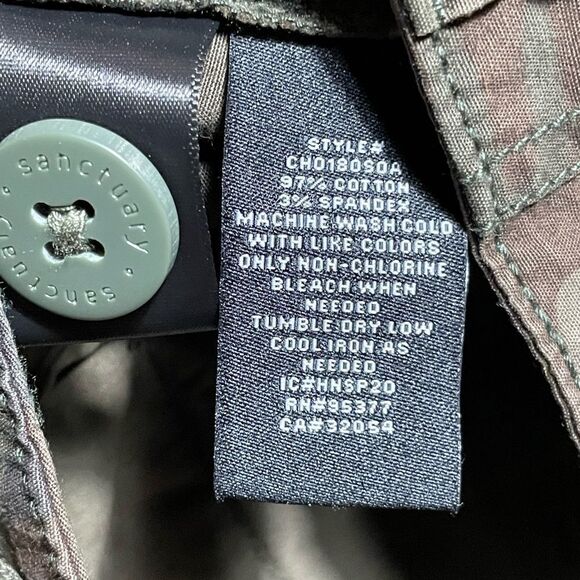 sanctuary • sanctuary •
STYLE#
CH0180S0A
97% COTTON
3% SPANDEX
MACHINE WASH COLD
WITH LIKE COLORS
ONLY NON-CHLORINE
BLEACH WHEN
NEEDED
TUMBLE DRY LOW
COOL IRON AS
NEEDED
IC#HNSP20
RN#95377
CA#32054